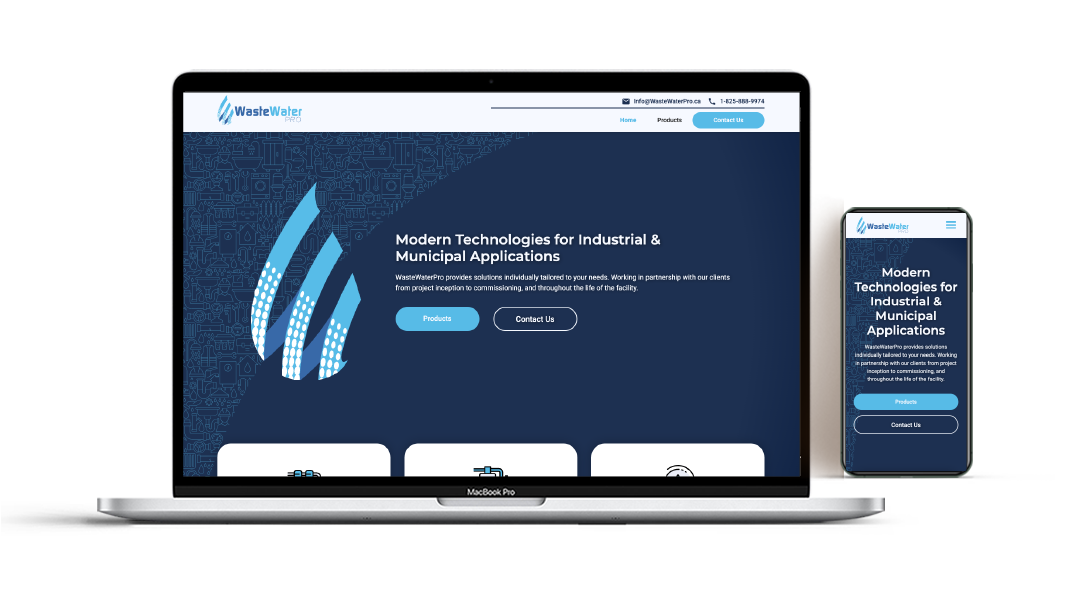 Info@WasteWaterPro.ca 1-825-888-9974
WasteWater
PRO
Home Products Contact Us
Modern Technologies for Industrial &
Municipal Applications
WasteWaterPro provides solutions individually tailored to your needs. Working in partnership with our clients
from project inception to commissioning, and throughout the life of the facility.
Products Contact Us
MacBook Pro
WasteWater
PRO
Modern
Technologies for
Industrial &
Municipal
Applications
WasteWaterPro provides solutions
individually tailored to your needs. Working
in partnership with our clients from project
inception to commissioning, and
throughout the life of the facility.
Products
Contact Us